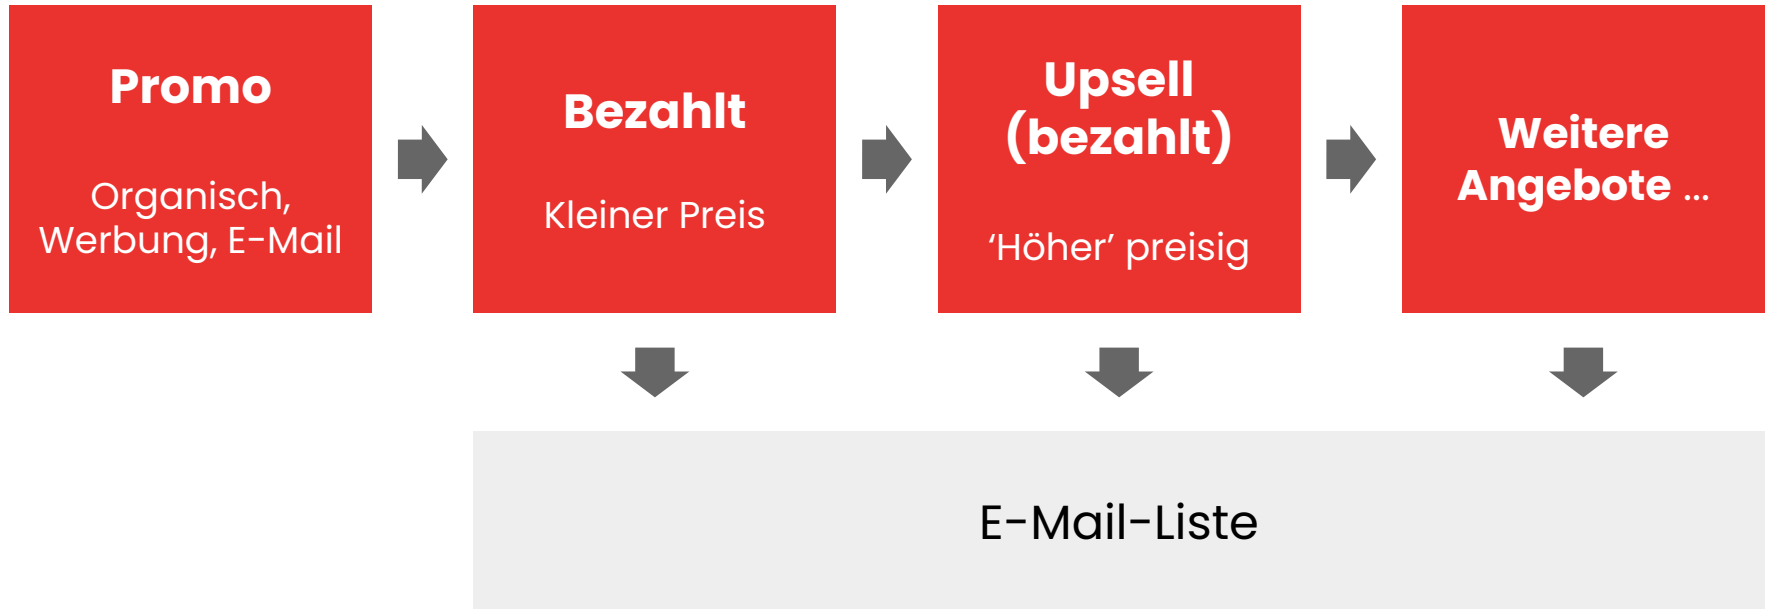 Promo
Organisch,
Werbung, E-Mail
Bezahlt
Kleiner Preis
Upsell
(bezahlt)
‘Höher’ preisig
Weitere
Angebote ...
E-Mail-Liste